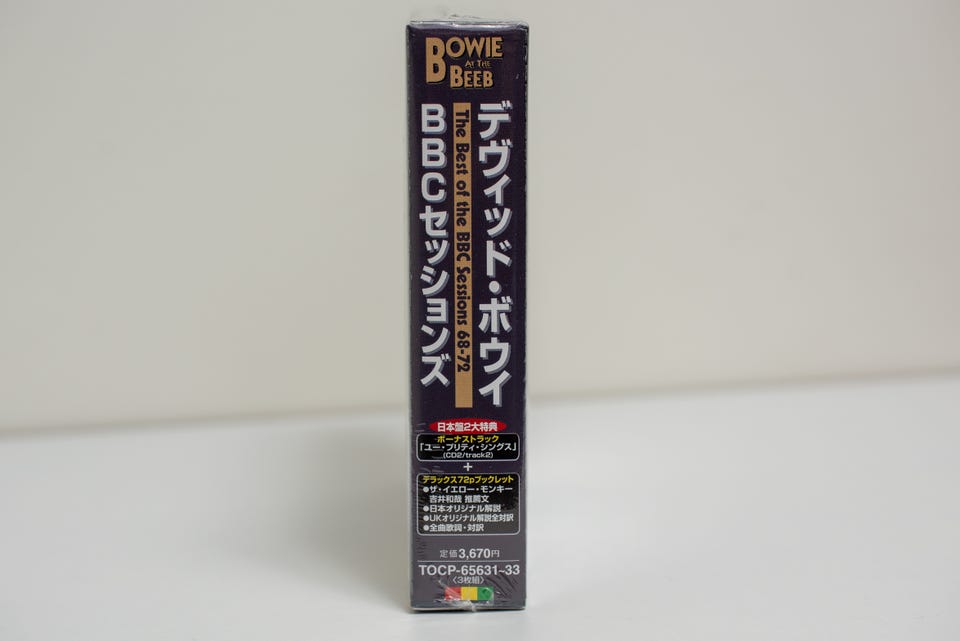 BOWIE
AT THE
BEEB
デヴィッド・ボウイ
The Best of the BBC Sessions 68-72
BBCセッションズ
日本盤2大特典
ボーナストラック
「ユー・プリティ・シングス」
(CD2/track2)
+
デラックス72pブックレット
●ザ・イエロー・モンキー
吉井和哉 推薦文
●日本オリジナル解説
●UKオリジナル解説全対訳
●全曲歌詞・対訳
定価3,670円
TOCP-65631~33
〈3枚組〉